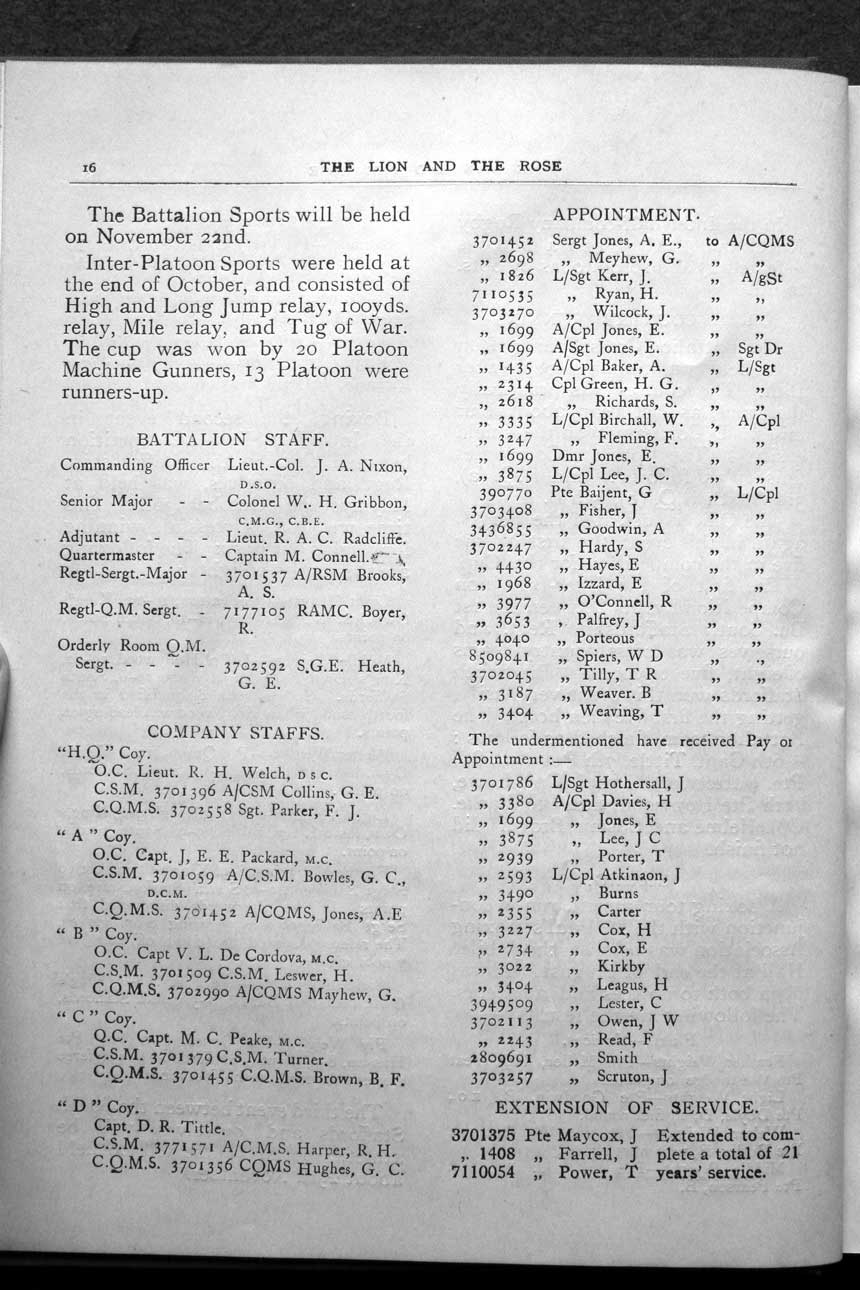 16 THE LION AND THE ROSE
The Battalion Sports will be held
on November 22nd.
Inter-Platoon Sports were held at
the end of October, and consisted of
High and Long Jump relay, 100yds.
relay, Mile relay, and Tug of War.
The cup was won by 20 Platoon
Machine Gunners, 13 Platoon were
runners-up.
BATTALION STAFF.
Commanding Officer Lieut.-Col. J. A. Nixon,
D.S.O.
Senior Major - - Colonel W.. H. Gribbon,
C.M.G., C.B.E.
Adjutant - - - - Lieut. R. A. C. Radcliffe.
Quartermaster - - Captain M. Connell.
Regtl-Sergt.-Major - 3701537 A/RSM Brooks,
A. S.
Regtl-Q.M. Sergt. - 7177105 RAMC. Boyer,
R.
Orderly Room Q.M.
Sergt. - - - - 3702592 S.G.E. Heath,
G. E.
COMPANY STAFFS.
“H.Q.” Coy.
O.C. Lieut. R. H. Welch, D S C.
C.S.M. 3701396 A/CSM Collins, G. E.
C.Q.M.S. 3702558 Sgt. Parker, F. J.
“ A ” Coy.
O.C. Capt. J, E. E. Packard, M.C.
C.S.M. 3701059 A/C.S.M. Bowles, G. C.,
D.C.M.
C.Q.M.S. 3701452 A/CQMS, Jones, A.E
“ B ” Coy.
O.C. Capt V. L. De Cordova, M.C.
C.S.M. 3701509 C.S.M. Leswer, H.
C.Q.M.S. 3702990 A/CQMS Mayhew, G.
“ C ” Coy.
Q.C. Capt. M. C. Peake, M.C.
C.S.M. 3701379 C.S.M. Turner.
C.Q.M.S. 3701455 C.Q.M.S. Brown, B. F.
“ D ” Coy.
Capt. D. R. Tittle.
C.S.M. 3771571 A/C.M.S. Harper, R. H.
C.Q.M.S. 3701356 CQMS Hughes, G. C.
APPOINTMENT.
3701452 Sergt Jones, A. E., to A/CQMS
„ 2698 „ Meyhew, G. „ „
„ 1826 L/Sgt Kerr, J. „ A/gSt
7110535 „ Ryan, H. „ „
3703270 „ Wilcock, J. „ „
„ 1699 A/Cpl Jones, E. „ „
„ 1699 A/Sgt Jones, E. „ Sgt Dr
„ 1435 A/Cpl Baker, A. „ L/Sgt
„ 2314 Cpl Green, H. G. „ „
„ 2618 „ Richards, S. „ „
„ 3335 L/Cpl Birchall, W. „ A/Cpl
„ 3247 „ Fleming, F. „ „
„ 1699 Dmr Jones, E. „ „
„ 3875 L/Cpl Lee, J. C. „ „
390770 Pte Baijent, G „ L/Cpl
3703408 „ Fisher, J „ „
3436855 „ Goodwin, A „ „
3702247 „ Hardy, S „ „
„ 4430 „ Hayes, E „ „
„ 1968 „ Izzard, E „ „
„ 3977 „ O’Connell, R „ „
„ 3653 , Palfrey, J „ „
„ 4040 „ Porteous „ „
8509841 „ Spiers, W D „ „
3702045 „ Tilly, T R „ „
„ 3187 „ Weaver. B „ „
„ 3404 „ Weaving, T „ „
The undermentioned have received Pay or
Appointment :—
3701786 L/Sgt Hothersall, J
„ 3380 A/Cpl Davies, H
„ 1699 „ Jones, E
„ 3875 „ Lee, J C
„ 2939 „ Porter, T
„ 2593 L/Cpl Atkinaon, J
„ 3490 „ Burns
„ 2355 „ Carter
„ 3227 „ Cox, H
„ 2734 „ Cox, E
„ 3022 „ Kirkby
„ 3404 „ Leagus, H
3949509 „ Lester, C
3702113 „ Owen, J W
„ 2243 „ Read, F
2809691 „ Smith
3703257 „ Scruton, J
EXTENSION OF SERVICE.
3701375 Pte Maycox, J Extended to com-
„ 1408 „ Farrell, J plete a total of 21
7110054 „ Power, T years’ service.